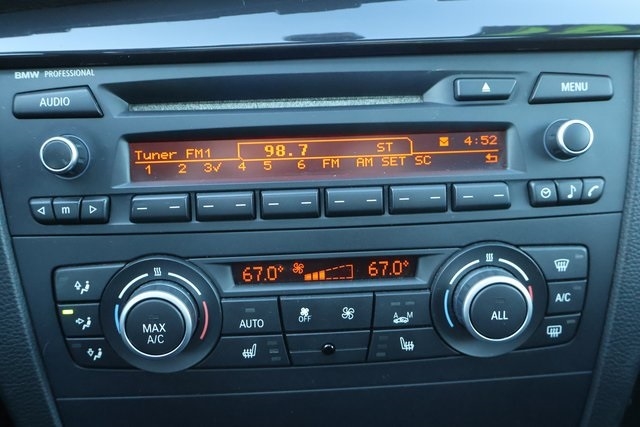 BMW PROFESSIONAL
AUDIO
MENU
Tuner FM1 98.7 ST 4:52
1 2 3✓ 4 5 6 FM AM SET SC
m
67.0° 67.0°
MAX A/C
AUTO
OFF
A M
ALL
A/C